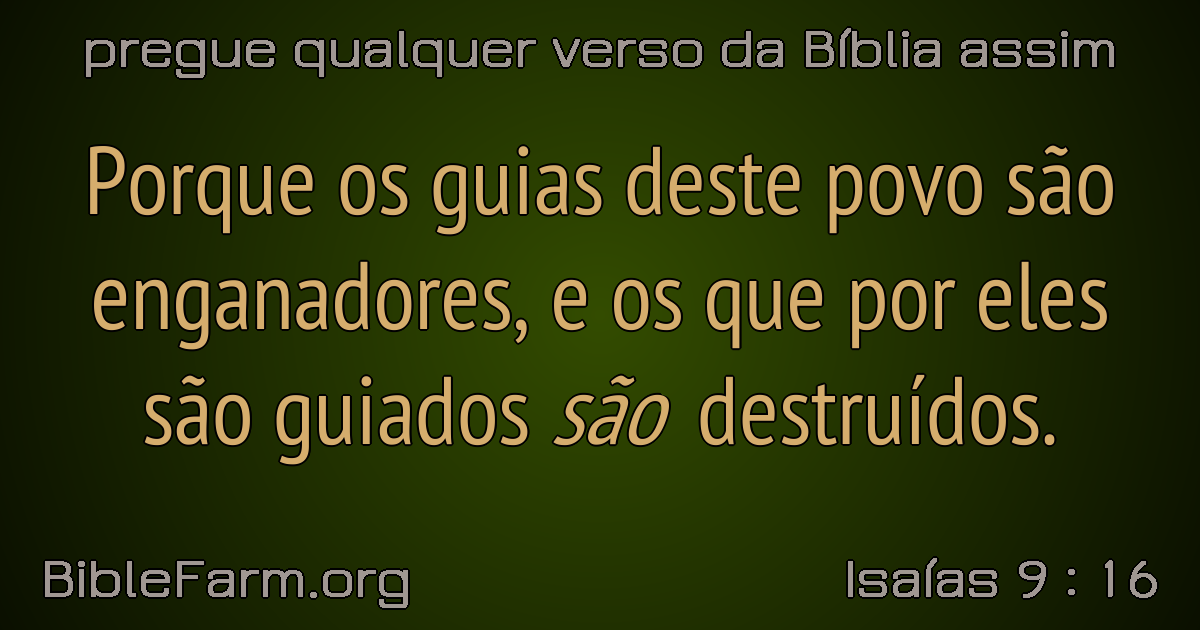 pregue qualquer verso da Bíblia assim
Porque os guias deste povo são
enganadores, e os que por eles
são guiados são destruídos.
BibleFarm.org
Isaías 9 : 16